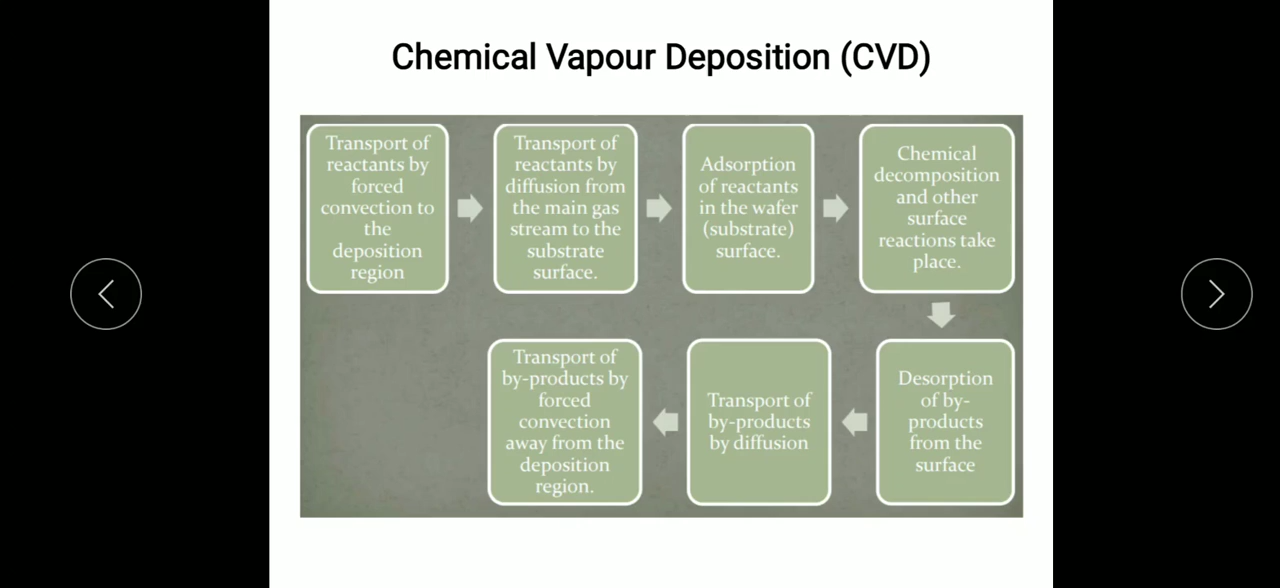 Chemical Vapour Deposition (CVD)
Transport of
reactants by
forced
convection to
the
deposition
region
Transport of
reactants by
diffusion from
the main gas
stream to the
substrate
surface.
Adsorption
of reactants
in the wafer
(substrate)
surface.
Chemical
decomposition
and other
surface
reactions take
place.
Desorption
of by-
products
from the
surface
Transport of
by-products
by diffusion
Transport of
by-products by
forced
convection
away from the
deposition
region.